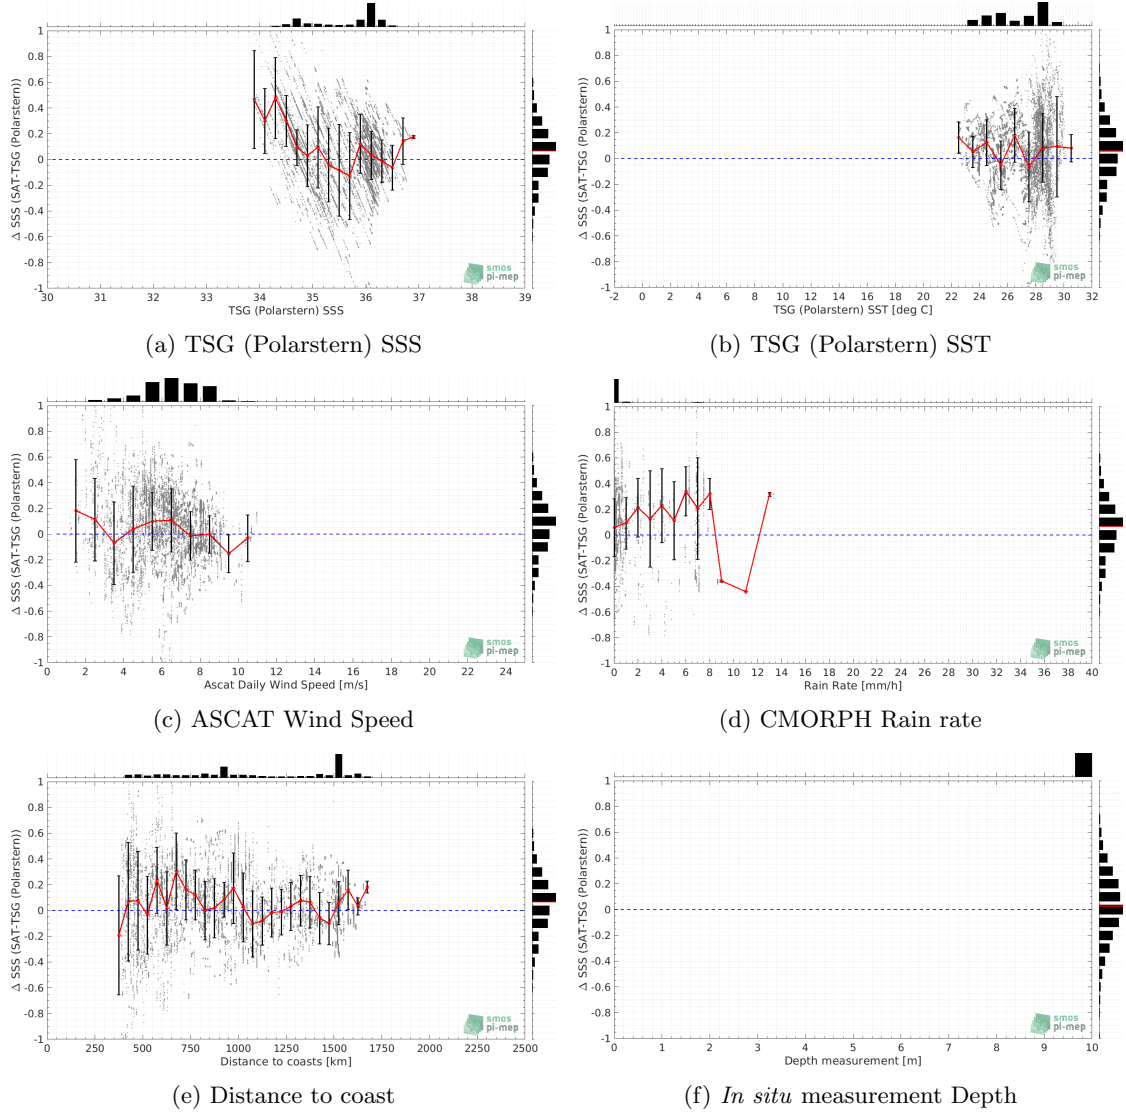 1
0.8
0.6
0.4
0.2
0
-0.2
-0.4
-0.6
-0.8
-1
Δ SSS (SAT-TSG (Polarstern))
30 31 32 33 34 35 36 37 38 39
TSG (Polarstern) SSS
smos
pi-mep
(a) TSG (Polarstern) SSS
1
0.8
0.6
0.4
0.2
0
-0.2
-0.4
-0.6
-0.8
-1
Δ SSS (SAT-TSG (Polarstern))
-2 0 2 4 6 8 10 12 14 16 18 20 22 24 26 28 30 32
TSG (Polarstern) SST [deg C]
smos
pi-mep
(b) TSG (Polarstern) SST
1
0.8
0.6
0.4
0.2
0
-0.2
-0.4
-0.6
-0.8
-1
Δ SSS (SAT-TSG (Polarstern))
0 2 4 6 8 10 12 14 16 18 20 22 24
Ascat Daily Wind Speed [m/s]
smos
pi-mep
(c) ASCAT Wind Speed
1
0.8
0.6
0.4
0.2
0
-0.2
-0.4
-0.6
-0.8
-1
Δ SSS (SAT-TSG (Polarstern))
0 2 4 6 8 10 12 14 16 18 20 22 24 26 28 30 32 34 36 38 40
Rain Rate [mm/h]
smos
pi-mep
(d) CMORPH Rain rate
1
0.8
0.6
0.4
0.2
0
-0.2
-0.4
-0.6
-0.8
-1
Δ SSS (SAT-TSG (Polarstern))
0 250 500 750 1000 1250 1500 1750 2000 2250 2500
Distance to coasts [km]
smos
pi-mep
(e) Distance to coast
1
0.8
0.6
0.4
0.2
0
-0.2
-0.4
-0.6
-0.8
-1
Δ SSS (SAT-TSG (Polarstern))
0 1 2 3 4 5 6 7 8 9 10
Depth measurement [m]
smos
pi-mep
(f) In situ measurement Depth